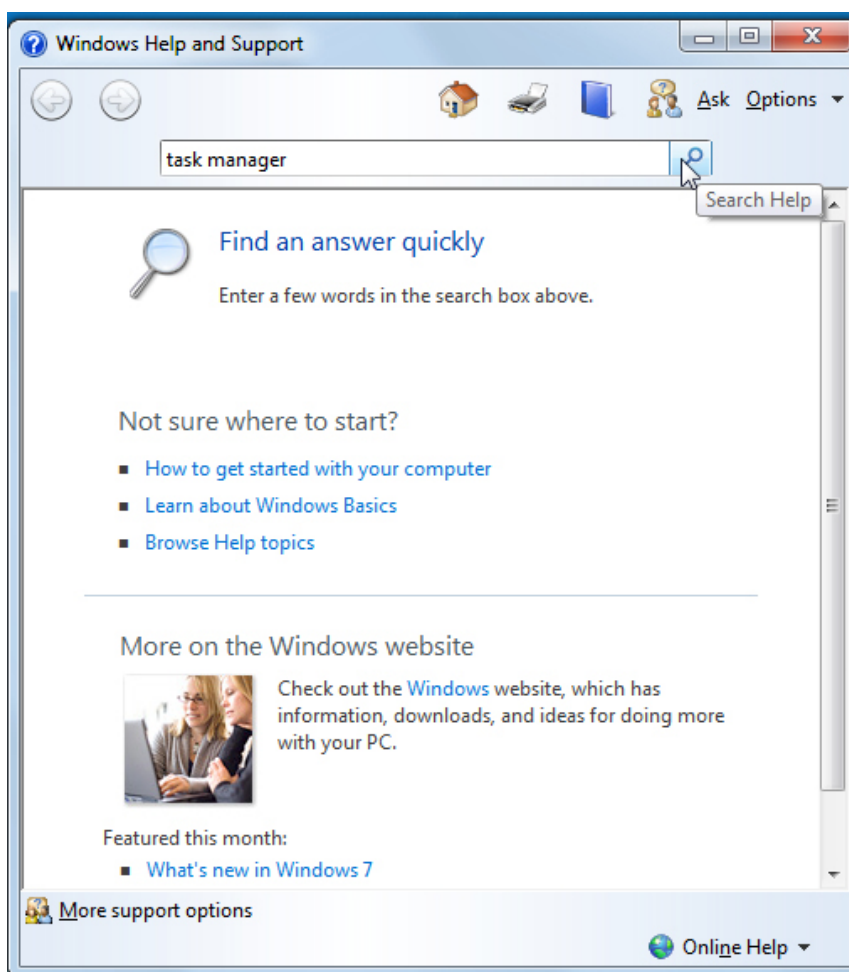 Windows Help and Support
Ask Options
task manager
Search Help
Find an answer quickly
Enter a few words in the search box above.
Not sure where to start?
How to get started with your computer
Learn about Windows Basics
Browse Help topics
More on the Windows website
Check out the Windows website, which has
information, downloads, and ideas for doing more
with your PC.
Featured this month:
What's new in Windows 7
More support options
Online Help